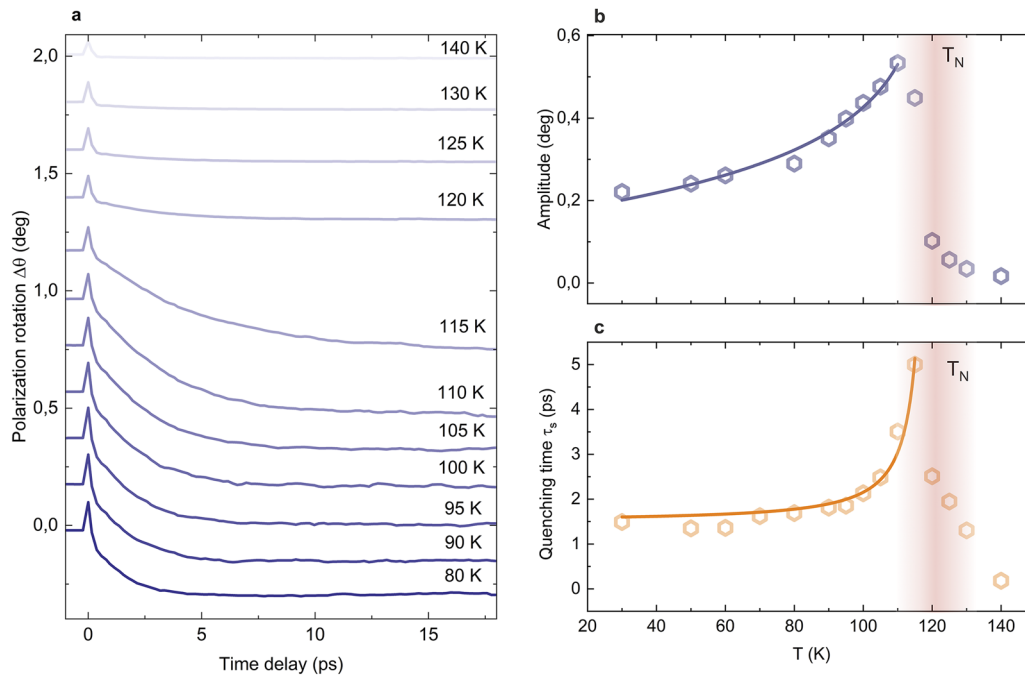 a
Polarization rotation Δθ (deg)
2,0
1,5
1,0
0,5
0,0
140 K
130 K
125 K
120 K
115 K
110 K
105 K
100 K
95 K
90 K
80 K
0
5
10
15
Time delay (ps)
b
Amplitude (deg)
0,6
0,4
0,2
0,0
T_N
c
Quenching time τ_s (ps)
5
4
3
2
1
0
T_N
20
40
60
80
100
120
140
T (K)